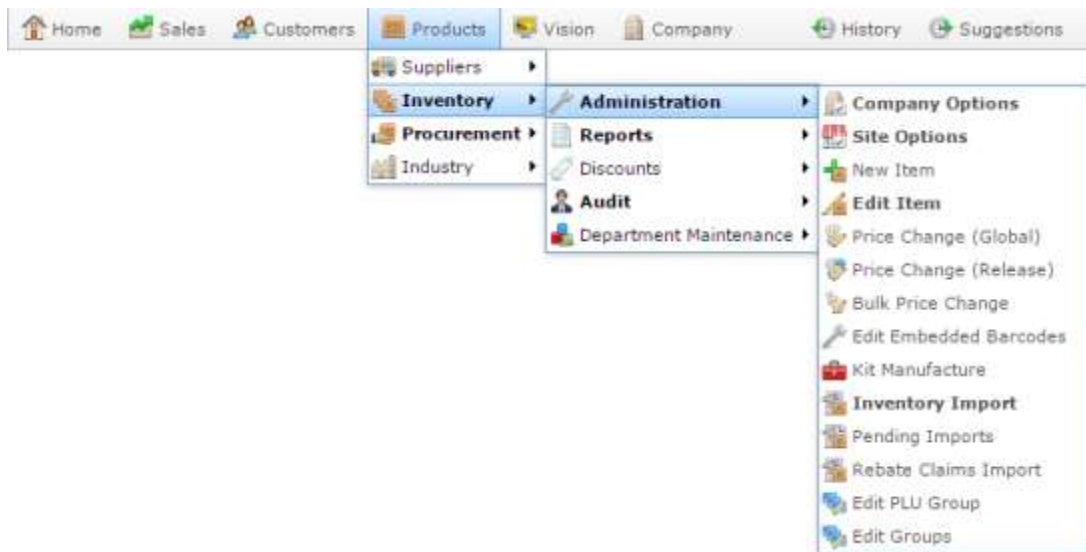 Home Sales Customers Products Vision Company History Suggestions
Suppliers
Inventory
Procurement
Industry
Administration
Reports
Discounts
Audit
Department Maintenance
Company Options
Site Options
New Item
Edit Item
Price Change (Global)
Price Change (Release)
Bulk Price Change
Edit Embedded Barcodes
Kit Manufacture
Inventory Import
Pending Imports
Rebate Claims Import
Edit PLU Group
Edit Groups